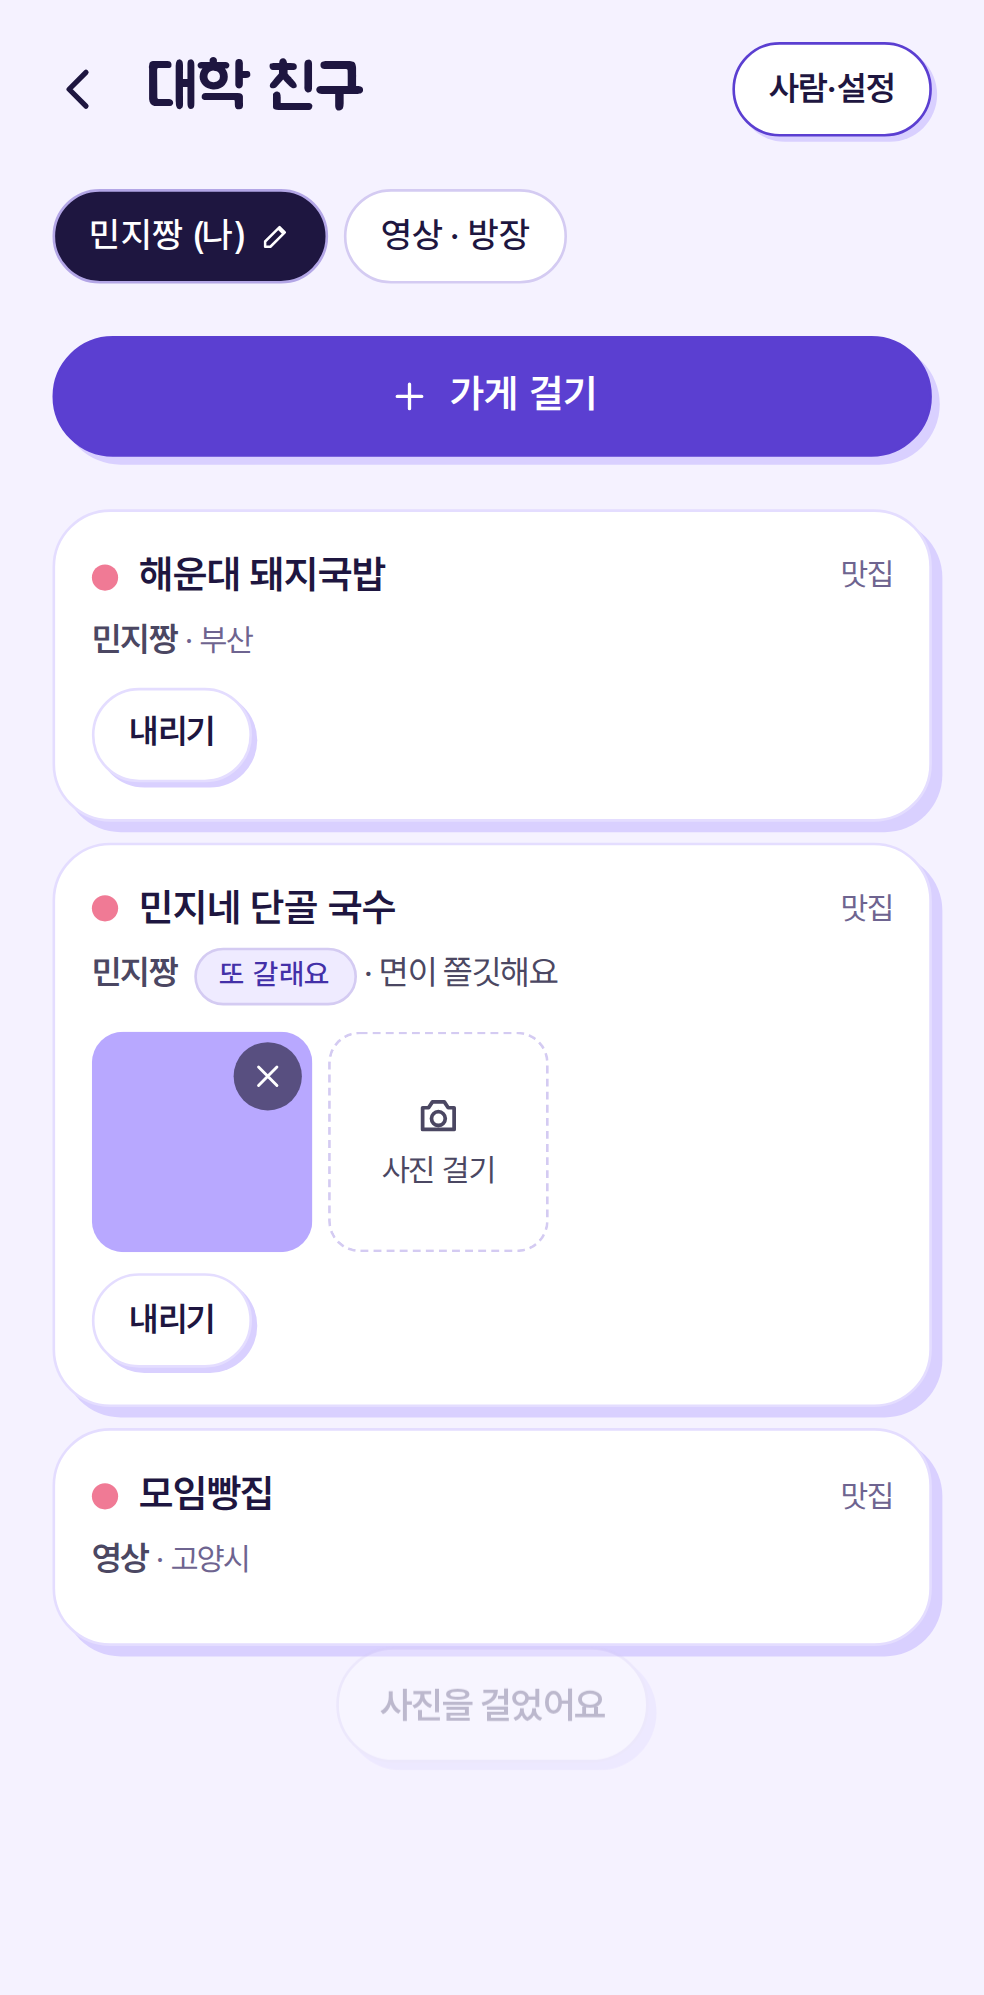 대학 친구
사람·설정
민지짱 (나)
영상 · 방장
가게 걸기
해운대 돼지국밥
맛집
민지짱 · 부산
내리기
민지네 단골 국수
맛집
민지짱 또 갈래요 · 면이 쫄깃해요
사진 걸기
내리기
모임빵집
맛집
영상 · 고양시
사진을 걸었어요